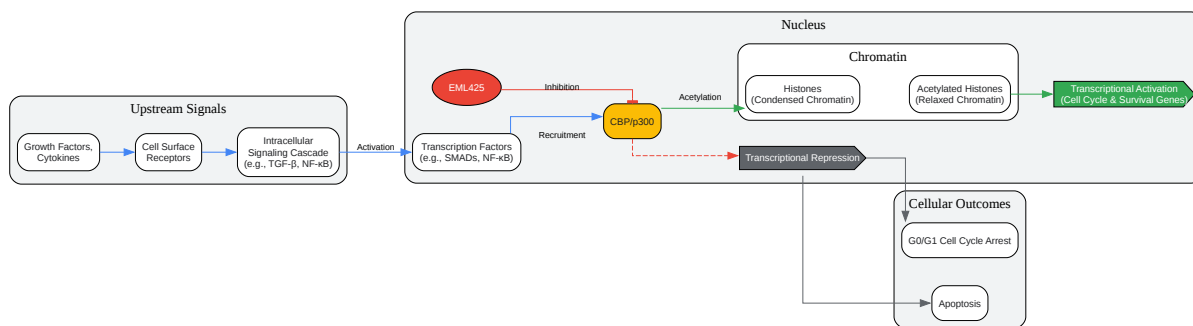 Nucleus
Chromatin
EML425
Inhibition
Histones
(Condensed Chromatin)
Acetylated Histones
(Relaxed Chromatin)
Transcriptional Activation
(Cell Cycle & Survival Genes)
Acetylation
CBP/p300
Upstream Signals
Growth Factors,
Cytokines
Cell Surface
Receptors
Intracellular
Signaling Cascade
(e.g., TGF-β, NF-κB)
Activation
Transcription Factors
(e.g., SMADs, NF-κB)
Recruitment
Transcriptional Repression
Cellular Outcomes
G0/G1 Cell Cycle Arrest
Apoptosis